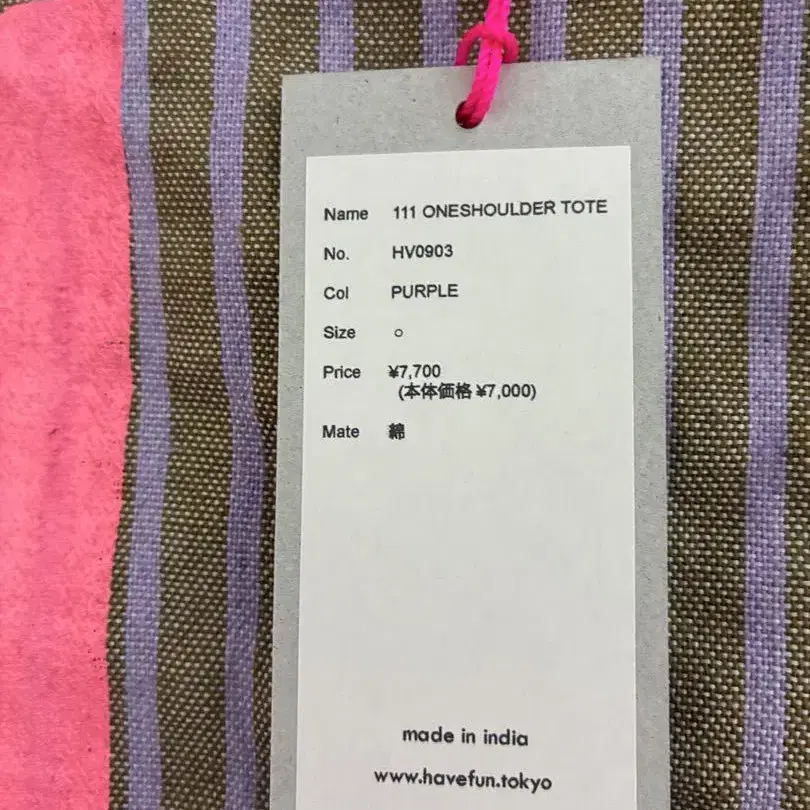 Name 111 ONESHOULDER TOTE
No. HV0903
Col PURPLE
Size ○
Price ¥7,700
(本体価格 ¥7,000)
Mate 綿
made in india
www.havefun.tokyo